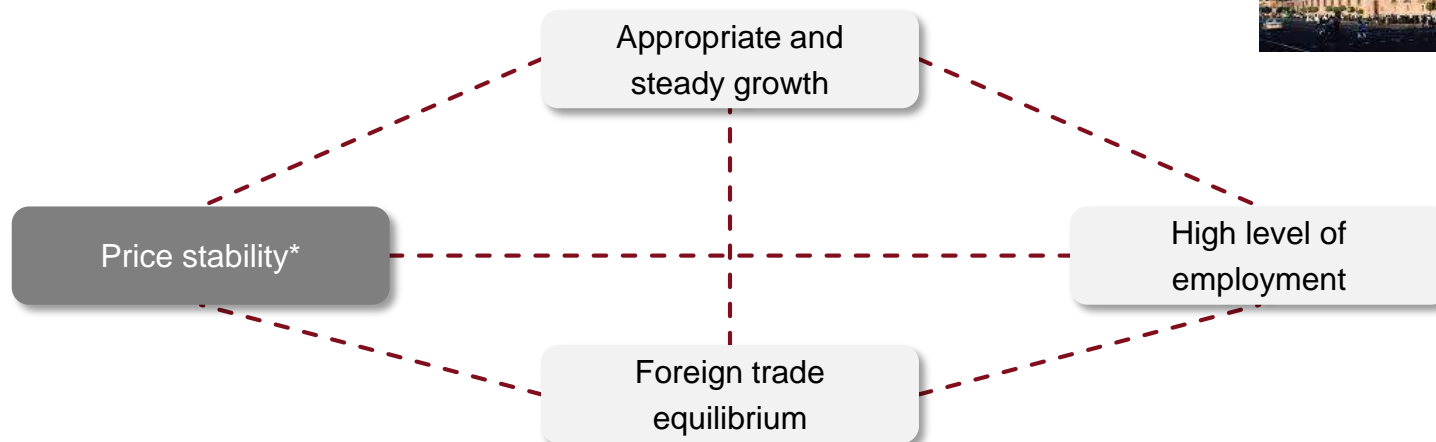 Appropriate and
steady growth
Price stability*
High level of
employment
Foreign trade
equilibrium